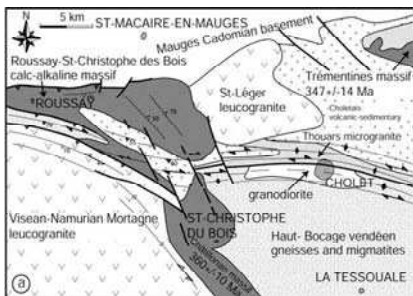 N
5 km
ST-MACAIRE-EN-MAUGES
Mauges Cadomian basement
Roussay-St-Christophe des Bois
calc-alkaline massif
ROUSSAY
St-Léger
leucogranite
Trémentines massif
347+/-14 Ma
Choletais
volcanic-sedimentary
Thouars microgranite
granodiorite
CHOLET
Visean-Namurian Mortagne
leucogranite
ST-CHRISTOPHE
DU BOIS
massif
360+/-10 Ma
Haut- Bocage vendéen
gneisses and migmatites
LA TESSOUALE
a